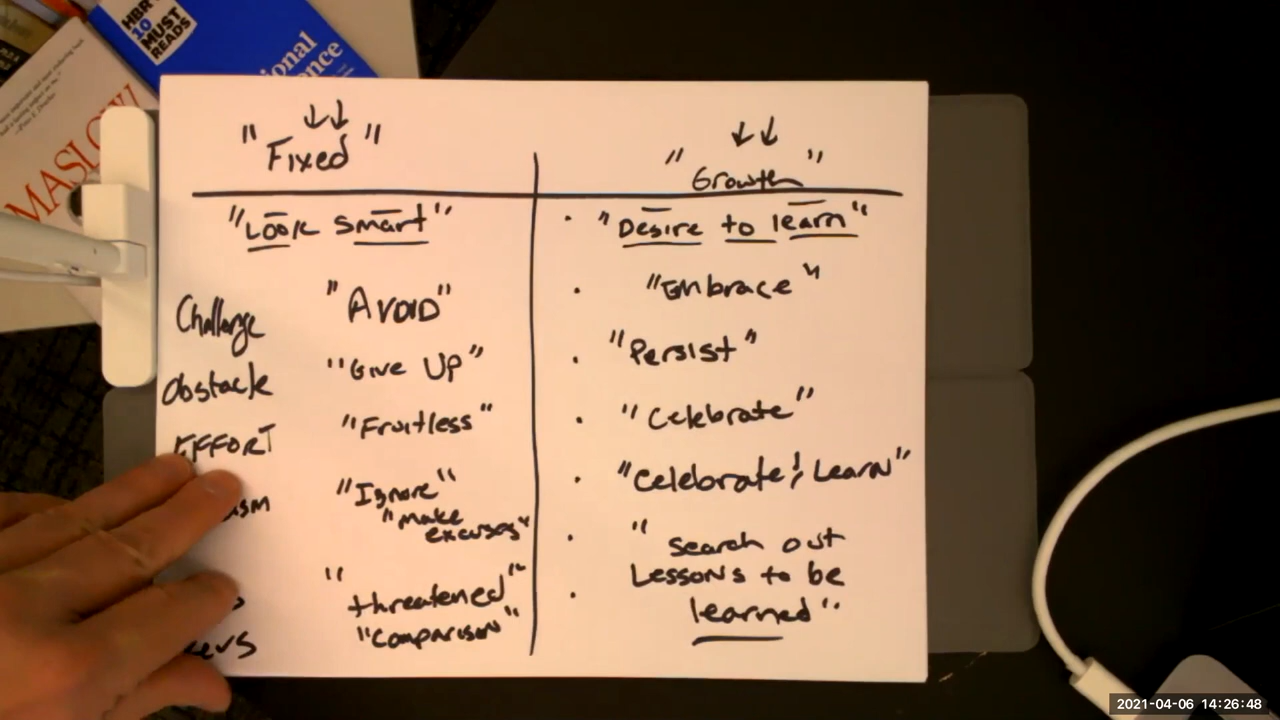 HBR'S
10
MUST
READS
MASLOW
"Fixed"
"Growth"
"Look smart"
"Desire to learn"
Challenge
"Avoid"
"Embrace"
Obstacle
"Give Up"
"Persist"
EFFORT
"Fruitless"
"Celebrate"
"Ignore"
"make
excuses"
"Celebrate & Learn"
"threatened"
"Comparison"
"Search out
Lessons to be
learned"
2021-04-06 14:26:48